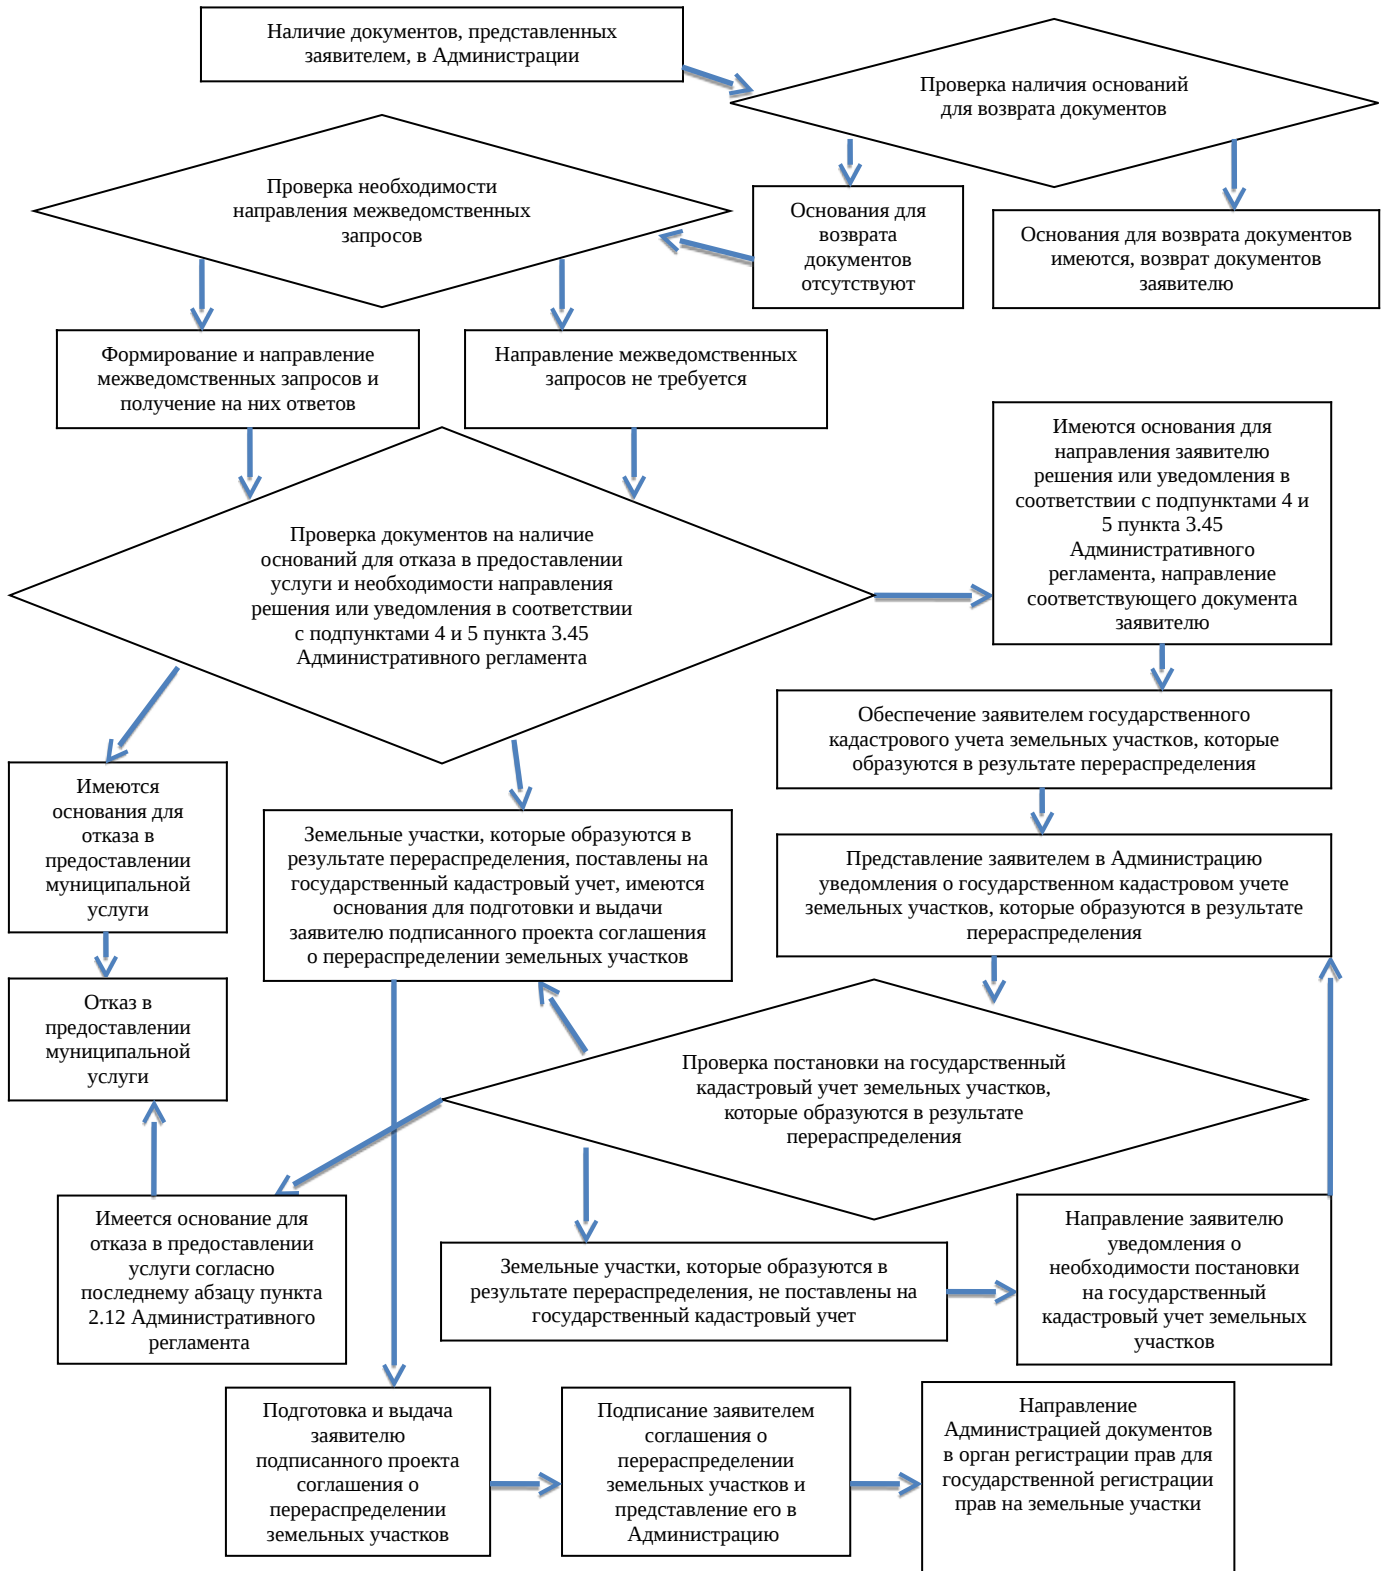 Наличие документов, представленных
заявителем, в Администрации
Проверка наличия оснований
для возврата документов
Проверка необходимости
направления межведомственных
запросов
Основания для
возврата
документов
отсутствуют
Основания для возврата документов
имеются, возврат документов
заявителю
Формирование и направление
межведомственных запросов и
получение на них ответов
Направление межведомственных
запросов не требуется
Имеются основания для
направления заявителю
решения или уведомления в
соответствии с подпунктами 4 и
5 пункта 3.45
Административного
регламента, направление
соответствующего документа
заявителю
Проверка документов на наличие
оснований для отказа в предоставлении
услуги и необходимости направления
решения или уведомления в соответствии
с подпунктами 4 и 5 пункта 3.45
Административного регламента
Обеспечение заявителем государственного
кадастрового учета земельных участков, которые
образуются в результате перераспределения
Имеются
основания для
отказа в
предоставлении
муниципальной
услуги
Земельные участки, которые образуются в
результате перераспределения, поставлены на
государственный кадастровый учет, имеются
основания для подготовки и выдачи
заявителю подписанного проекта соглашения
о перераспределении земельных участков
Представление заявителем в Администрацию
уведомления о государственном кадастровом учете
земельных участков, которые образуются в результате
перераспределения
Отказ в
предоставлении
муниципальной
услуги
Проверка постановки на государственный
кадастровый учет земельных участков,
которые образуются в результате
перераспределения
Имеется основание для
отказа в предоставлении
услуги согласно
последнему абзацу пункта
2.12 Административного
регламента
Земельные участки, которые образуются в
результате перераспределения, не поставлены на
государственный кадастровый учет
Направление заявителю
уведомления о
необходимости постановки
на государственный
кадастровый учет земельных
участков
Подготовка и выдача
заявителю
подписанного проекта
соглашения о
перераспределении
земельных участков
Подписание заявителем
соглашения о
перераспределении
земельных участков и
представление его в
Администрацию
Направление
Администрацией документов
в орган регистрации прав для
государственной регистрации
прав на земельные участки